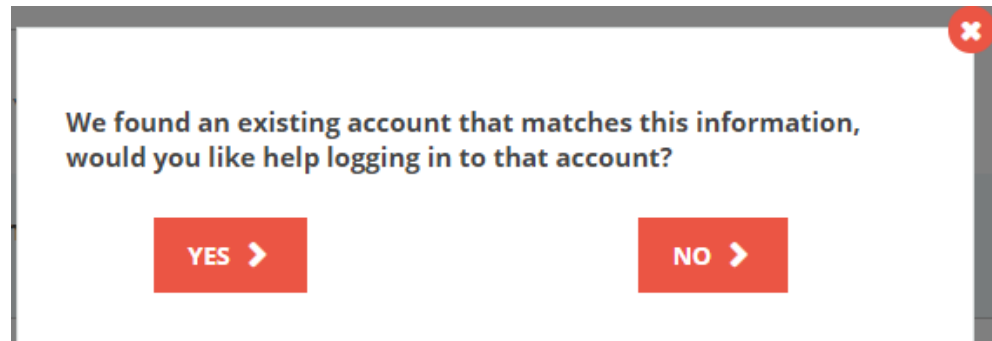 We found an existing account that matches this information,
would you like help logging in to that account?
YES
NO